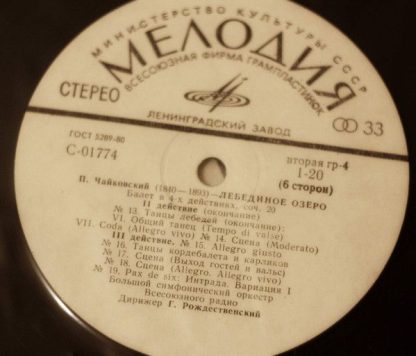 МИНИСТЕРСТВО КУЛЬТУРЫ СССР
МЕЛОДИЯ
ВСЕСОЮЗНАЯ ФИРМА ГРАМПЛАСТИНОК
СТЕРЕО
33
ЛЕНИНГРАДСКИЙ ЗАВОД
ГОСТ 5289-80
С-01774
вторая гр-4
1-20
(6 сторон)
П. Чайковский (1840—1893)—ЛЕБЕДИНОЕ ОЗЕРО
Балет в 4-х действиях, соч. 20
II действие (окончание)
№ 13. Танцы лебедей (окончание):
VI. Общий танец (Tempo di valse)
VII. Coda (Allegro vivo) № 14. Сцена (Moderato)
III действие. № 15. Allegro giusto
№ 16. Танцы кордебалета и карликов
№ 17. Сцена (Выход гостей и вальс)
№ 18. Сцена (Allegro. Allegro vivo)
№ 19. Pax de six: Интрада. Вариация I
Большой симфонический оркестр
Всесоюзного радио
Дирижер Г. Рождественский